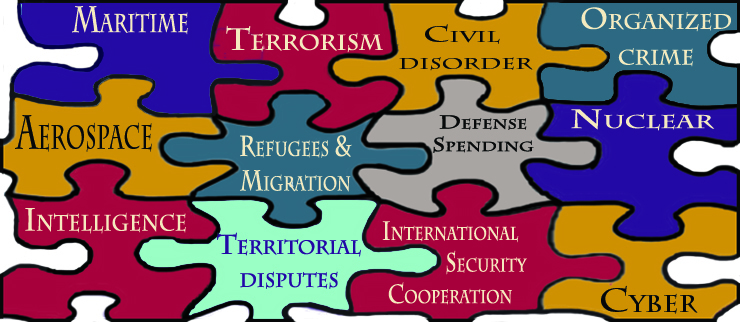 Maritime
Terrorism
Civil
disorder
Organized
crime
Aerospace
Refugees &
Migration
Defense
Spending
Nuclear
Intelligence
Territorial
disputes
International
Security
Cooperation
Cyber